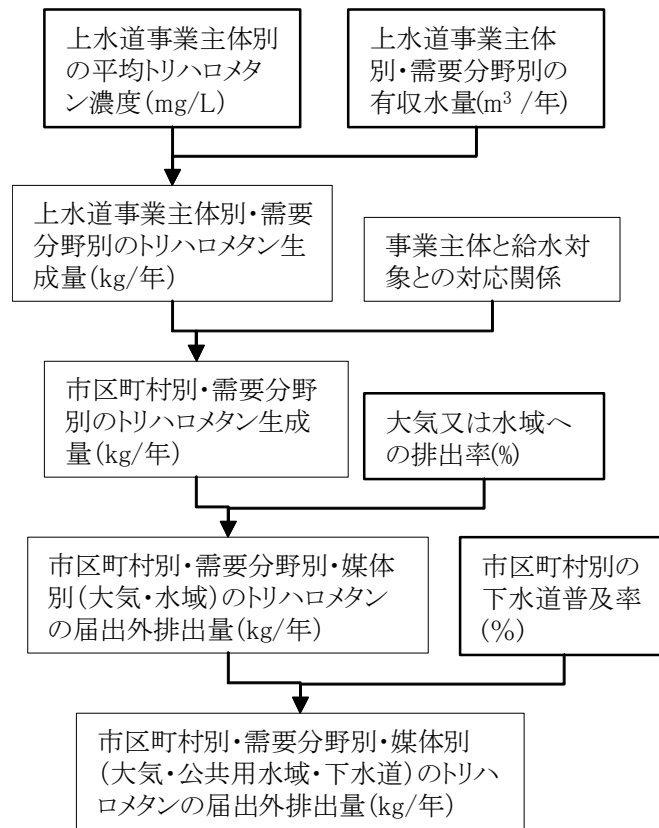 上水道事業主体別
の平均トリハロメタ
ン濃度(mg/L)
上水道事業主体
別・需要分野別の
有収水量(m³ /年)
上水道事業主体別・需要
分野別のトリハロメタン生
成量(kg/年)
事業主体と給水対
象との対応関係
市区町村別・需要分野
別のトリハロメタン生成
量(kg/年)
大気又は水域へ
の排出率(%)
市区町村別・需要分野別・媒体
別(大気・水域)のトリハロメタン
の届出外排出量(kg/年)
市区町村別の
下水道普及率
(%)
市区町村別・需要分野別・媒体別
(大気・公共用水域・下水道)のトリハ
ロメタンの届出外排出量(kg/年)